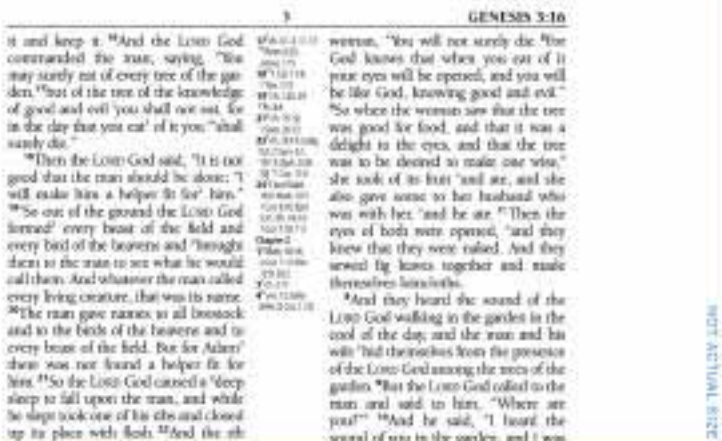 3
GENESIS 3:16
it and keep it. 16And the LORD God
commanded the man, saying, "You
may surely eat of every tree of the gar-
den, 17but of the tree of the knowledge
of good and evil you shall not eat, for
in the day that you eat of it you shall
surely die."
18Then the LORD God said, "It is not
good that the man should be alone; I
will make him a helper fit for him."
19So out of the ground the LORD God
formed every beast of the field and
every bird of the heavens and brought
them to the man to see what he would
call them. And whatever the man called
every living creature, that was its name.
20The man gave names to all livestock
and to the birds of the heavens and to
every beast of the field. But for Adam
there was not found a helper fit for
him. 21So the LORD God caused a deep
sleep to fall upon the man, and while
he slept took one of his ribs and closed
up its place with flesh. 22And the rib
Chapter 3
woman, "You will not surely die. 5For
God knows that when you eat of it
your eyes will be opened, and you will
be like God, knowing good and evil."
6So when the woman saw that the tree
was good for food, and that it was a
delight to the eyes, and that the tree
was to be desired to make one wise,
she took of its fruit and ate, and she
also gave some to her husband who
was with her, and he ate. 7Then the
eyes of both were opened, and they
knew that they were naked. And they
sewed fig leaves together and made
themselves loincloths.
8And they heard the sound of the
LORD God walking in the garden in the
cool of the day, and the man and his
wife hid themselves from the presence
of the LORD God among the trees of the
garden. 9But the LORD God called to the
man and said to him, "Where are
you?" 10And he said, "I heard the
sound of you in the garden, and I was
NOT ACTUAL SIZE